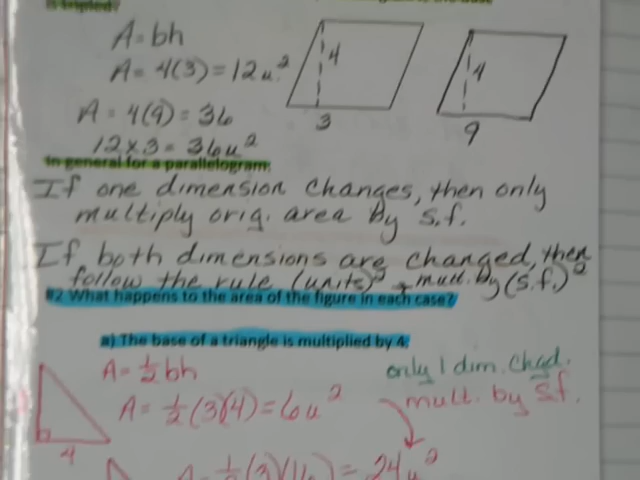 is tripled?
A = bh
A = 4(3) = 12u²
4
4
A = 4(9) = 36
3
9
12 x 3 = 36u²
In general for a parallelogram:
If one dimension changes, then only
multiply orig. area by s.f.
If both dimensions are changed, then
follow the rule (units)² → mult. by (s.f.)²
#2 What happens to the area of the figure in each case?
a) The base of a triangle is multiplied by 4.
A = ½ bh
only 1 dim. chgd.
A = ½ (3)(4) = 6u²
mult. by s.f.
4
A = ½ (3)(16) = 24u²